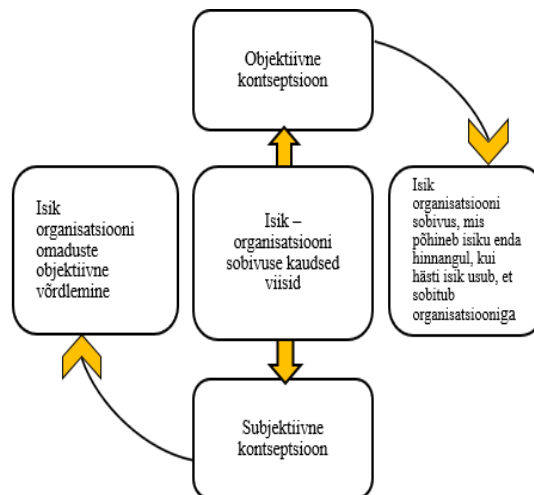 Objektiivne
kontseptsioon
Isik
organisatsiooni
omaduste
objektiivne
võrdlemine
Isik –
organisatsiooni
sobivuse kaudsed
viisid
Isik
organisatsiooni
sobivus, mis
põhineb isiku enda
hinnangul, kui
hästi isik usub, et
sobitub
organisatsiooniga
Subjektiivne
kontseptsioon